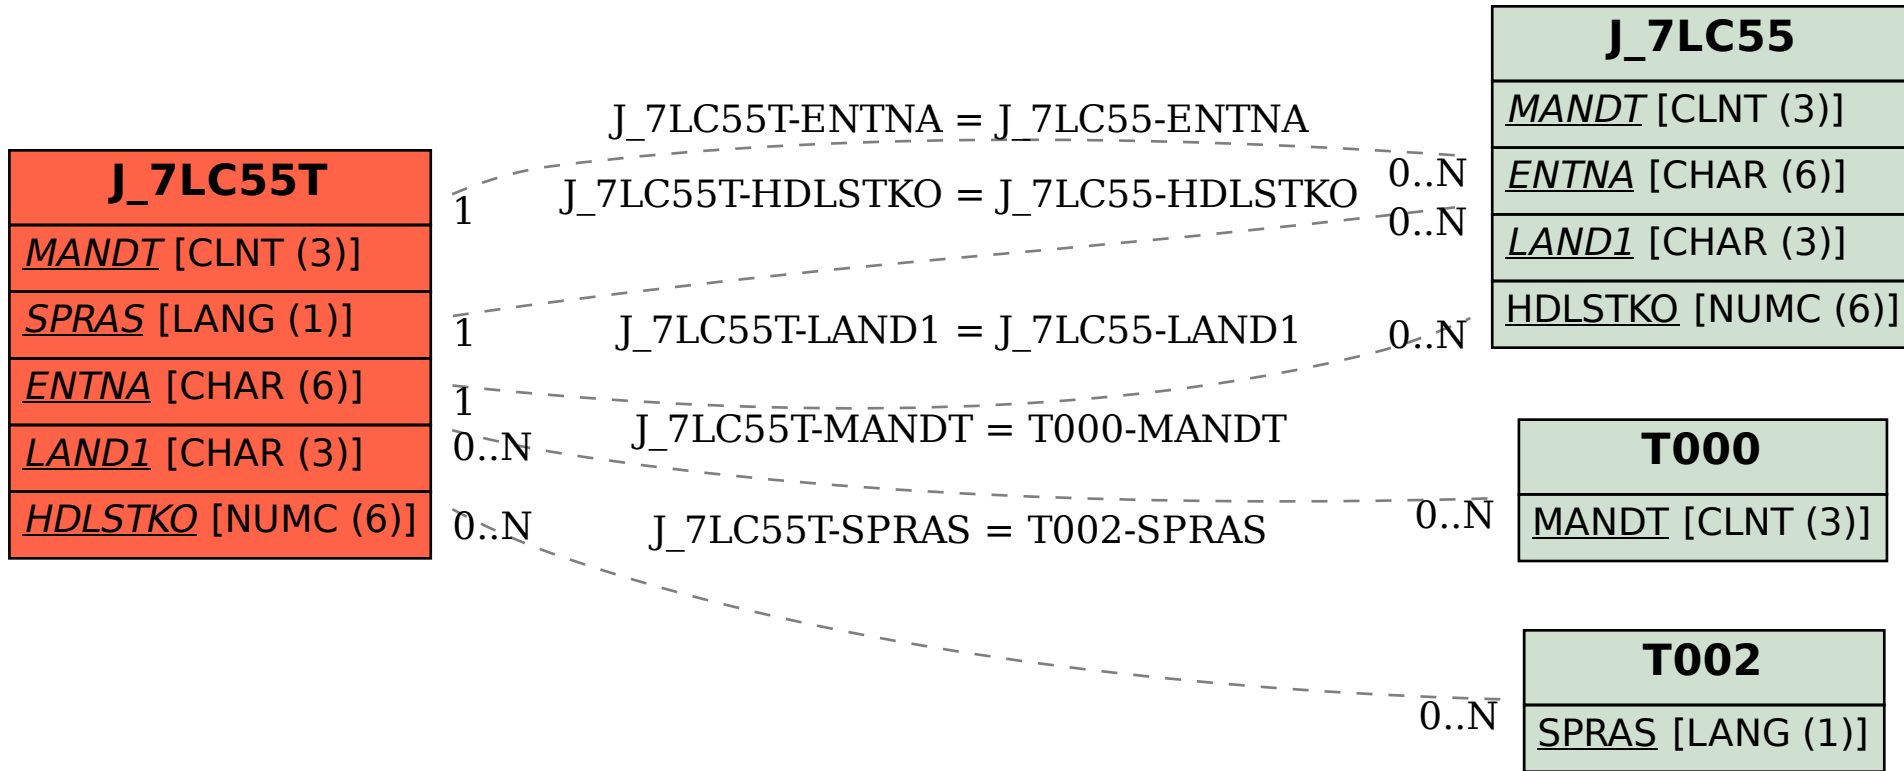 J_7LC55T
MANDT [CLNT (3)]
SPRAS [LANG (1)]
ENTNA [CHAR (6)]
LAND1 [CHAR (3)]
HDLSTKO [NUMC (6)]
J_7LC55T-ENTNA = J_7LC55-ENTNA
1
0..N
J_7LC55T-HDLSTKO = J_7LC55-HDLSTKO
1
0..N
J_7LC55T-LAND1 = J_7LC55-LAND1
1
0..N
J_7LC55T-MANDT = T000-MANDT
0..N
0..N
J_7LC55T-SPRAS = T002-SPRAS
0..N
0..N
J_7LC55
MANDT [CLNT (3)]
ENTNA [CHAR (6)]
LAND1 [CHAR (3)]
HDLSTKO [NUMC (6)]
T000
MANDT [CLNT (3)]
T002
SPRAS [LANG (1)]